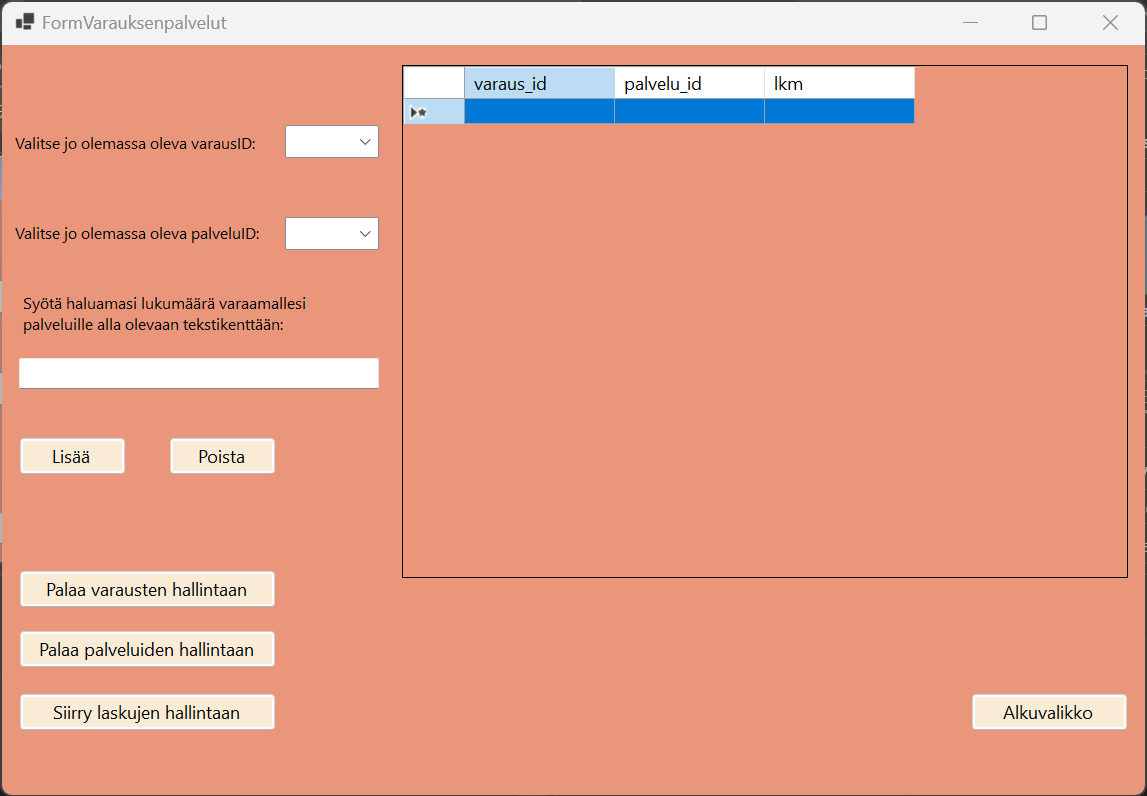 FormVarauksenpalvelut
varaus_id palvelu_id lkm
Valitse jo olemassa oleva varausID:
Valitse jo olemassa oleva palveluID:
Syötä haluamasi lukumäärä varaamallesi
palveluille alla olevaan tekstikenttään:
Lisää Poista
Palaa varausten hallintaan
Palaa palveluiden hallintaan
Siirry laskujen hallintaan
Alkuvalikko